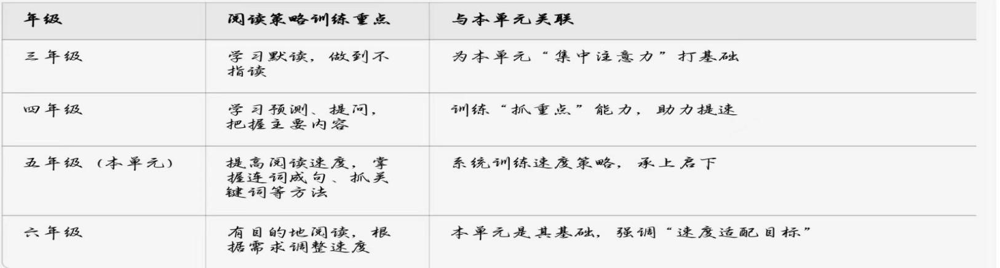 年级 阅读策略训练重点 与本单元关联
三年级 学习默读，做到不 为本单元“集中注意力”打基础
指读
四年级 学习预测、提问， 训练“抓重点”能力，助力提速
把握主要内容
五年级（本单元） 提高阅读速度，掌 系统训练速度策略，承上启下
握连词成句、抓关
键词等方法
六年级 有目的地阅读，根 本单元是其基础，强调“速度适配目标”
据需求调整速度